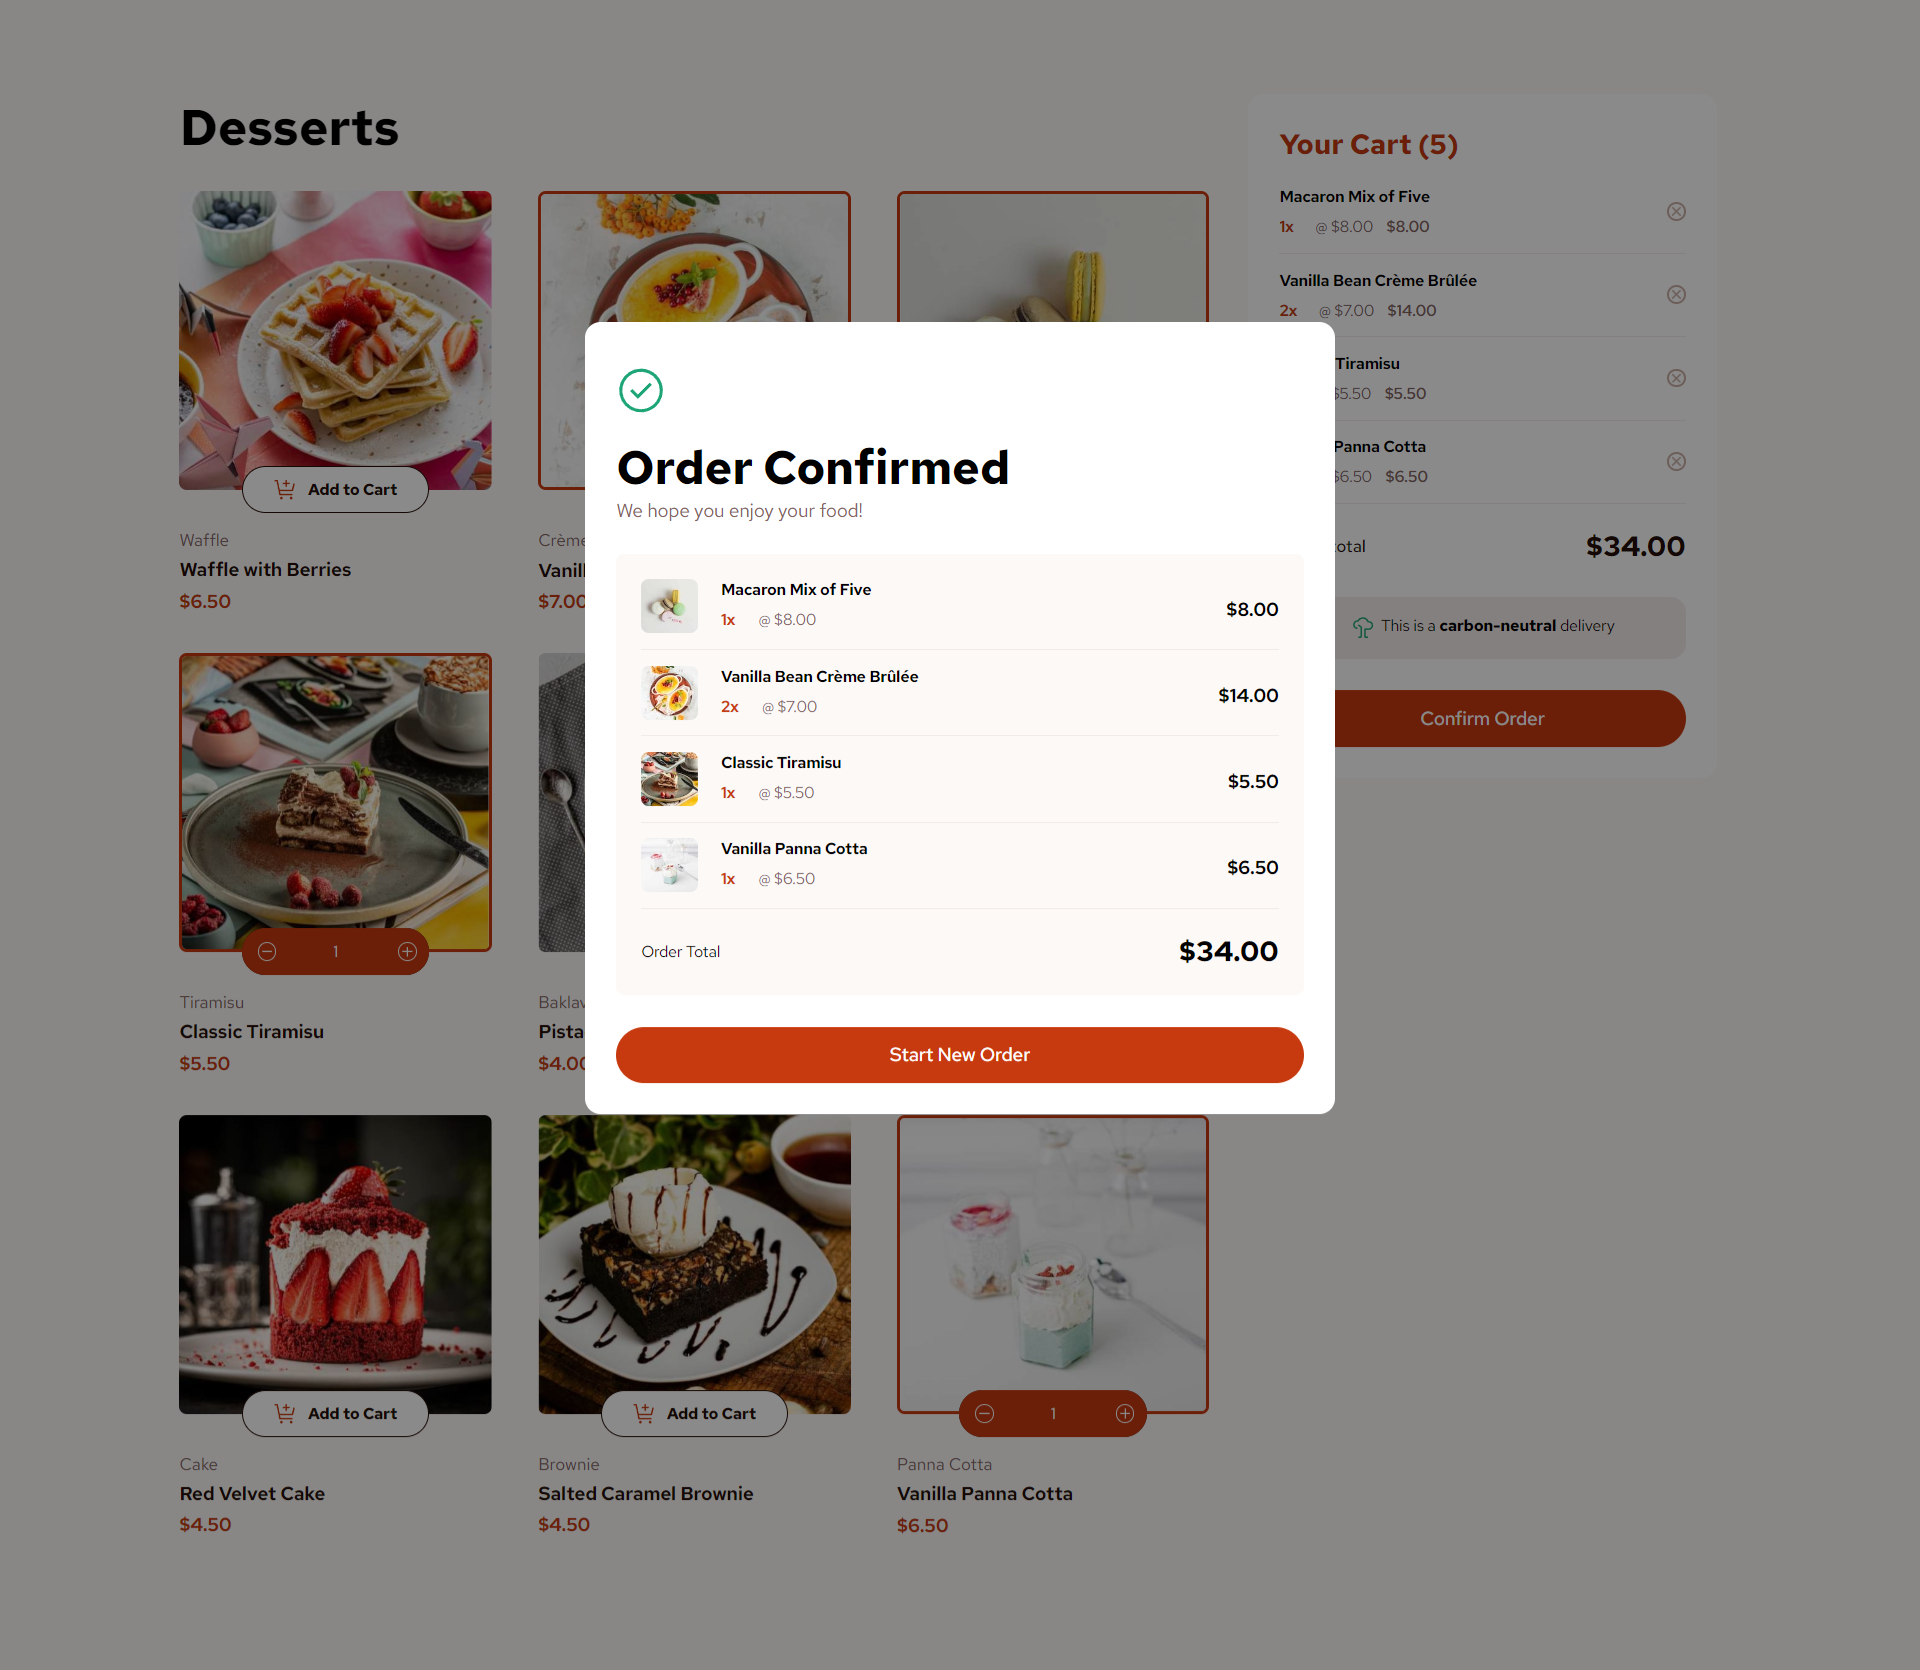 Desserts
Add to Cart
Waffle
Waffle with Berries
$6.50
Crème
Vanil
$7.00
1
Tiramisu
Classic Tiramisu
$5.50
Baklav
Pista
$4.00
Add to Cart
Cake
Red Velvet Cake
$4.50
Add to Cart
Brownie
Salted Caramel Brownie
$4.50
1
Panna Cotta
Vanilla Panna Cotta
$6.50
Your Cart (5)
Macaron Mix of Five
1x @ $8.00 $8.00
Vanilla Bean Crème Brûlée
2x @ $7.00 $14.00
Tiramisu
$5.50 $5.50
Panna Cotta
$6.50 $6.50
otal $34.00
This is a carbon-neutral delivery
Confirm Order
Order Confirmed
We hope you enjoy your food!
Macaron Mix of Five
1x @ $8.00
$8.00
Vanilla Bean Crème Brûlée
2x @ $7.00
$14.00
Classic Tiramisu
1x @ $5.50
$5.50
Vanilla Panna Cotta
1x @ $6.50
$6.50
Order Total $34.00
Start New Order